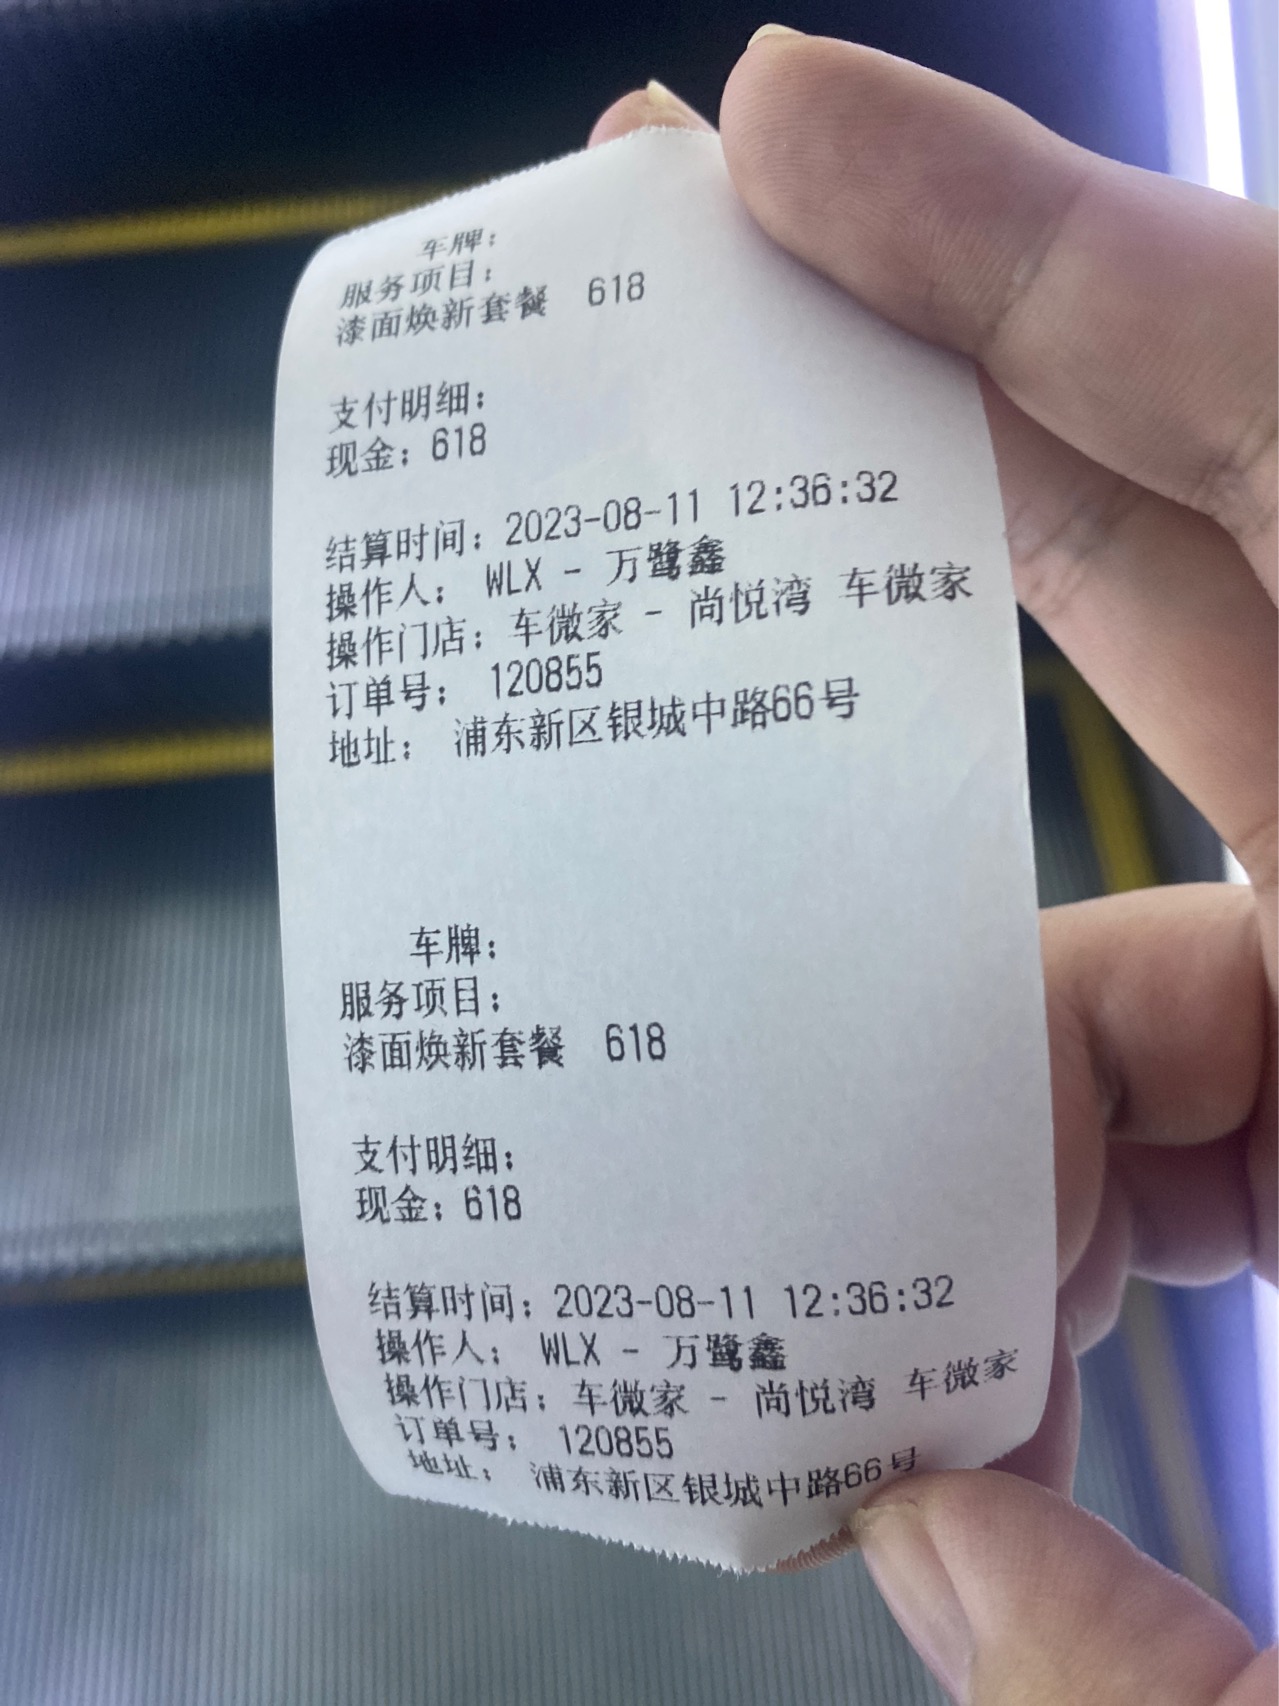 车牌：
服务项目：
漆面焕新套餐 618
支付明细：
现金：618
结算时间：2023-08-11 12:36:32
操作人： WLX - 万鹭鑫
操作门店：车微家 - 尚悦湾 车微家
订单号： 120855
地址： 浦东新区银城中路66号
车牌：
服务项目：
漆面焕新套餐 618
支付明细：
现金：618
结算时间：2023-08-11 12:36:32
操作人： WLX - 万鹭鑫
操作门店：车微家 - 尚悦湾 车微家
订单号： 120855
地址： 浦东新区银城中路66号